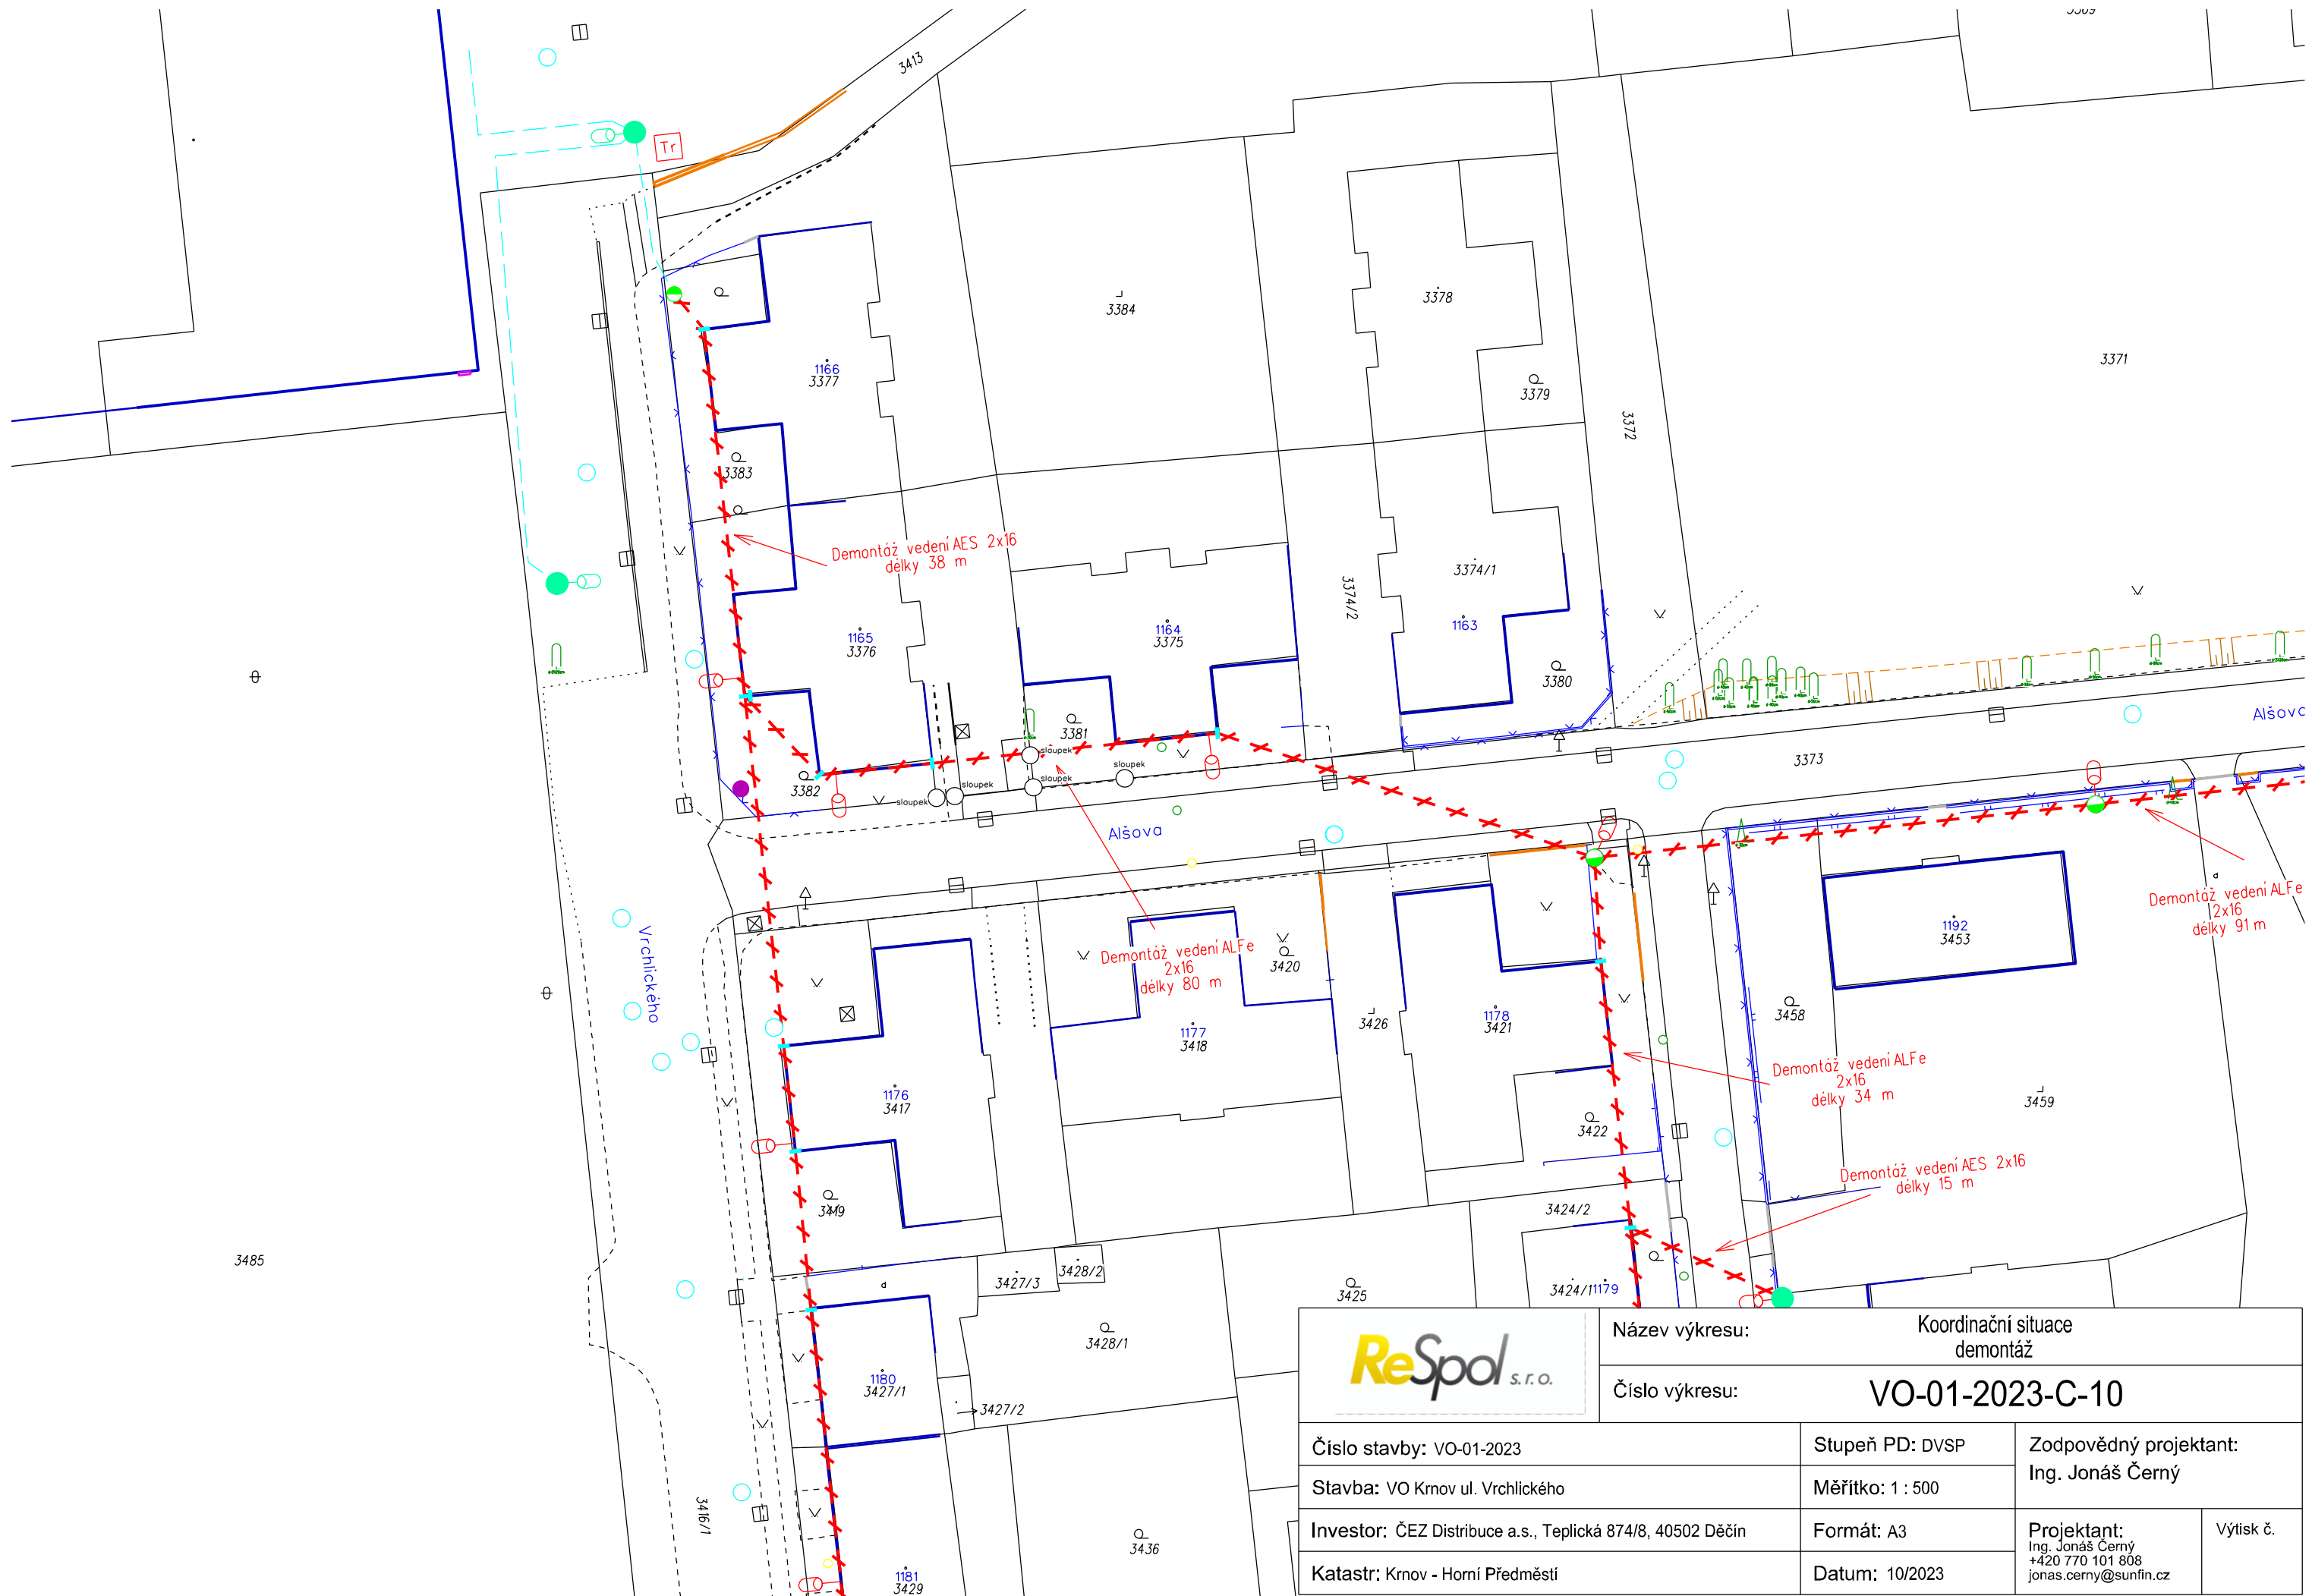 3413
Tr
3384
3378
3371
3379
3372
1166
3377
3383
Demontáž vedení AES 2x16
délky 38 m
3374/2
3374/1
1163
1165
3376
1164
3375
3380
3381
3382
sloupek
sloupek
sloupek
sloupek
sloupek
3373
Alšova
Alšova
Vrchlického
Demontáž vedení ALFe
2x16
délky 80 m
Demontáž vedení ALFe
2x16
délky 91 m
1192
3453
3458
3459
3420
3426
1177
3418
1178
3421
1176
3417
Demontáž vedení ALFe
2x16
délky 34 m
3422
3419
Demontáž vedení AES 2x16
délky 15 m
3424/2
3485
3427/3
3428/2
3425
3424/1
1179
3428/1
1180
3427/1
3427/2
3416/1
3436
1181
3429
ReSpol s.r.o.
Název výkresu:
Koordinační situace
demontáž
Číslo výkresu:
VO-01-2023-C-10
Číslo stavby: VO-01-2023
Stupeň PD: DVSP
Zodpovědný projektant:
Ing. Jonáš Černý
Stavba: VO Krnov ul. Vrchlického
Měřítko: 1 : 500
Investor: ČEZ Distribuce a.s., Teplická 874/8, 40502 Děčín
Formát: A3
Projektant:
Ing. Jonáš Černý
+420 770 101 808
jonas.cerny@sunfin.cz
Výtisk č.
Katastr: Krnov - Horní Předměstí
Datum: 10/2023